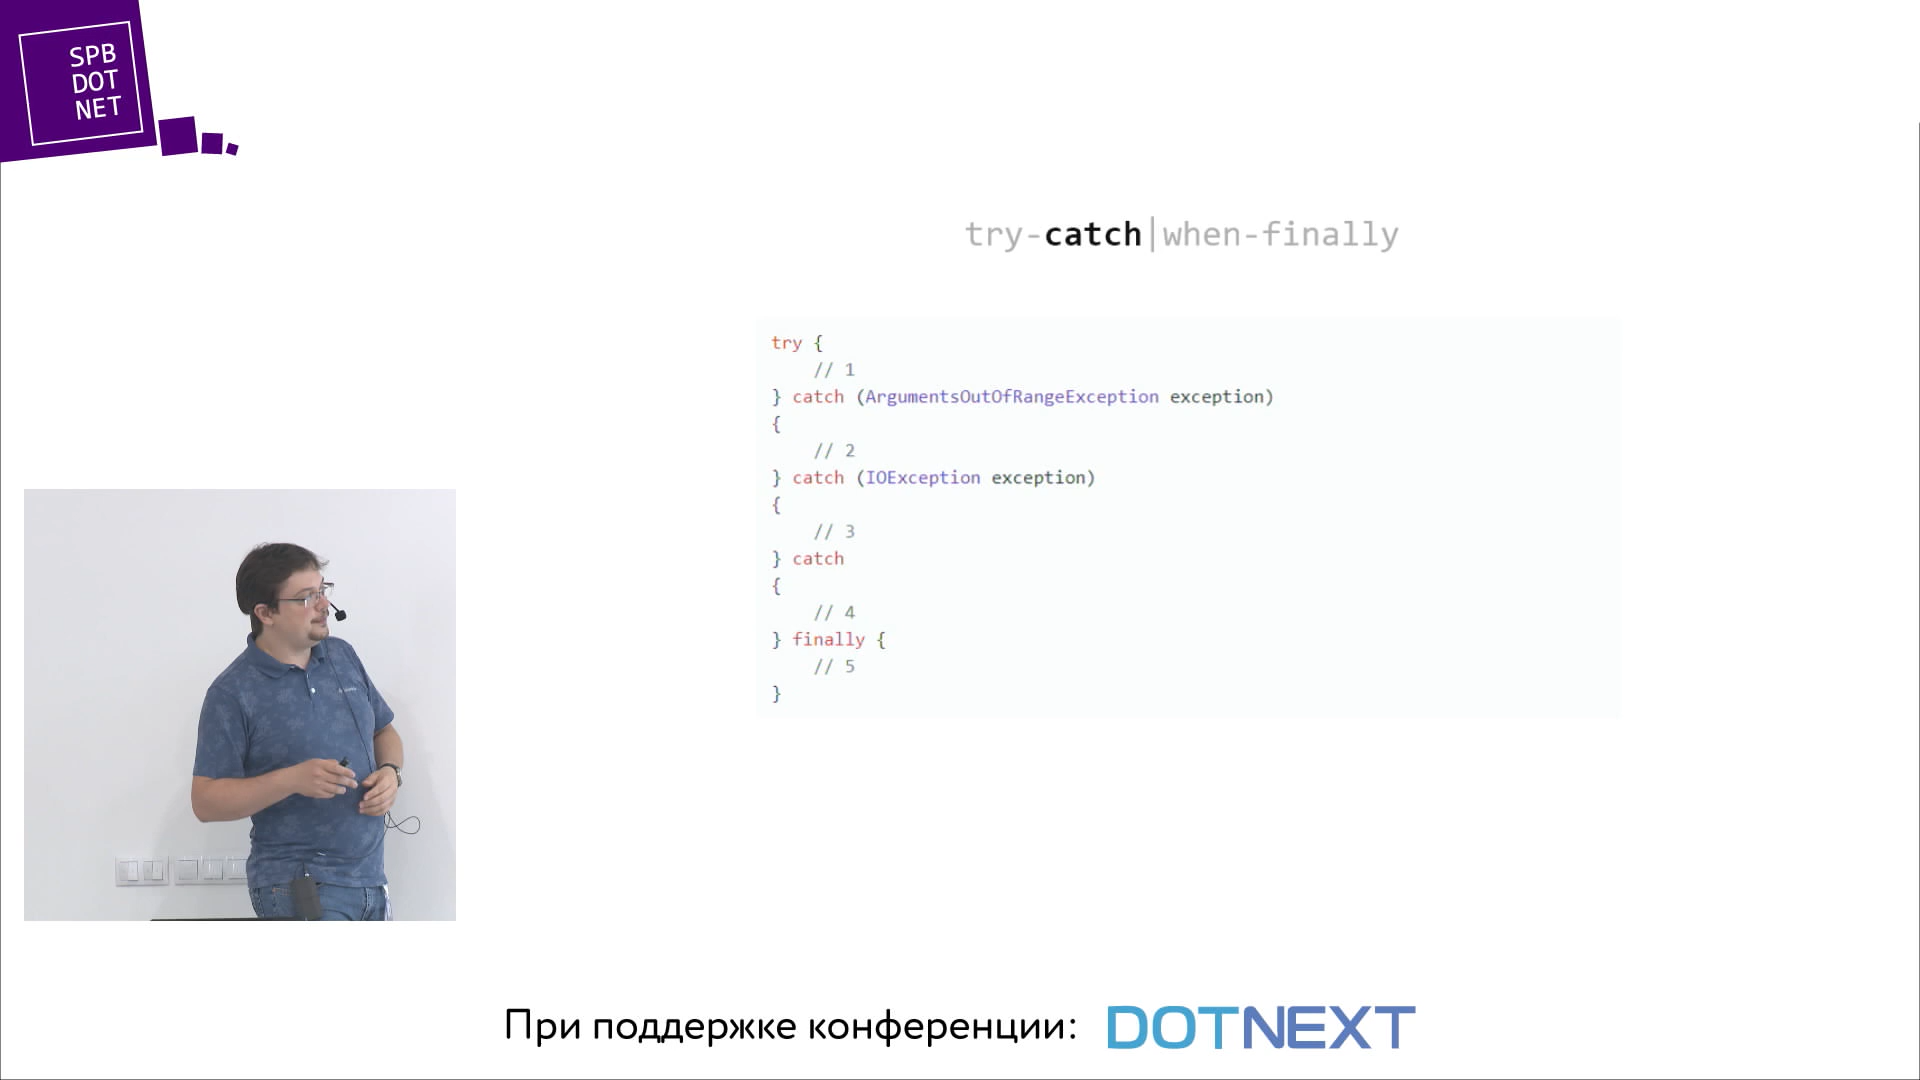 SPB
DOT
NET
try-catch|when-finally
try {
    // 1
} catch (ArgumentsOutOfRangeException exception)
{
    // 2
} catch (IOException exception)
{
    // 3
} catch
{
    // 4
} finally {
    // 5
}
При поддержке конференции: DOTNEXT